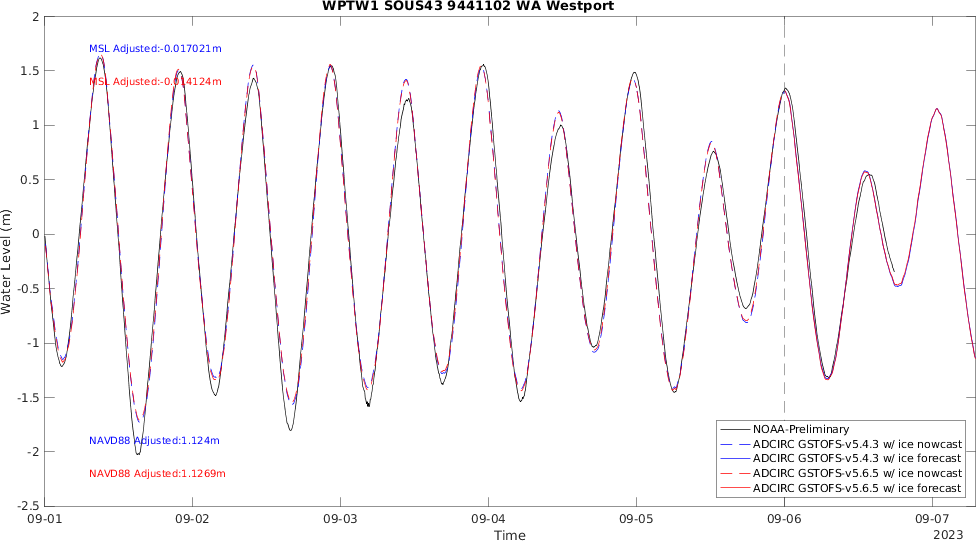 WPTW1 SOUS43 9441102 WA Westport
2
1.5
1
0.5
0
-0.5
-1
-1.5
-2
-2.5
Water Level (m)
MSL Adjusted:-0.017021m
MSL Adjusted:-0.014124m
NAVD88 Adjusted:1.124m
NAVD88 Adjusted:1.1269m
NOAA-Preliminary
ADCIRC GSTOFS-v5.4.3 w/ ice nowcast
ADCIRC GSTOFS-v5.4.3 w/ ice forecast
ADCIRC GSTOFS-v5.6.5 w/ ice nowcast
ADCIRC GSTOFS-v5.6.5 w/ ice forecast
09-01 09-02 09-03 09-04 09-05 09-06 09-07
Time
2023